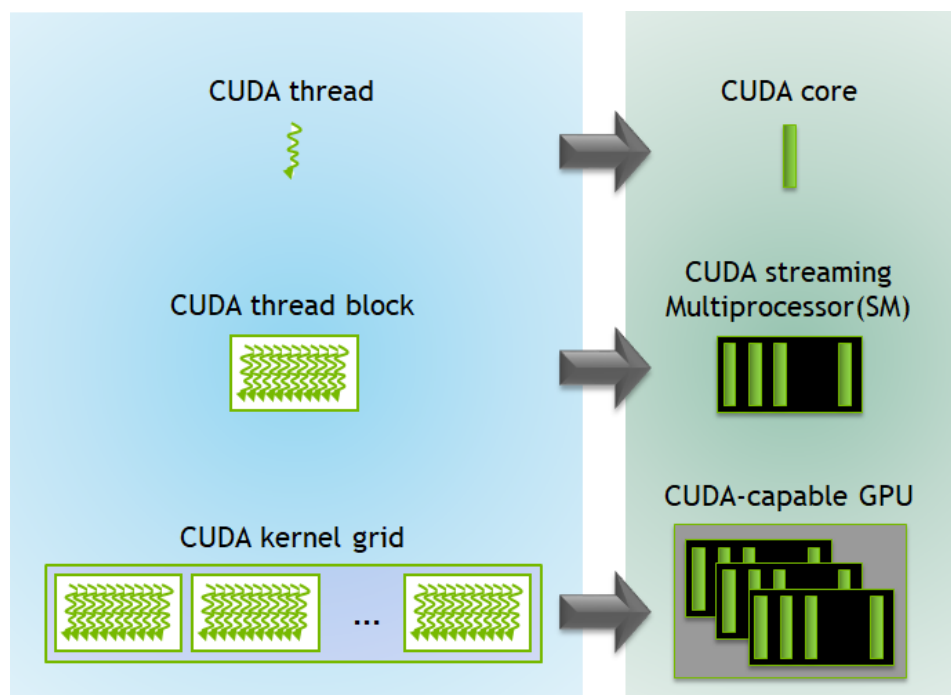 CUDA thread
CUDA core
CUDA thread block
CUDA streaming
Multiprocessor(SM)
CUDA kernel grid
...
CUDA-capable GPU